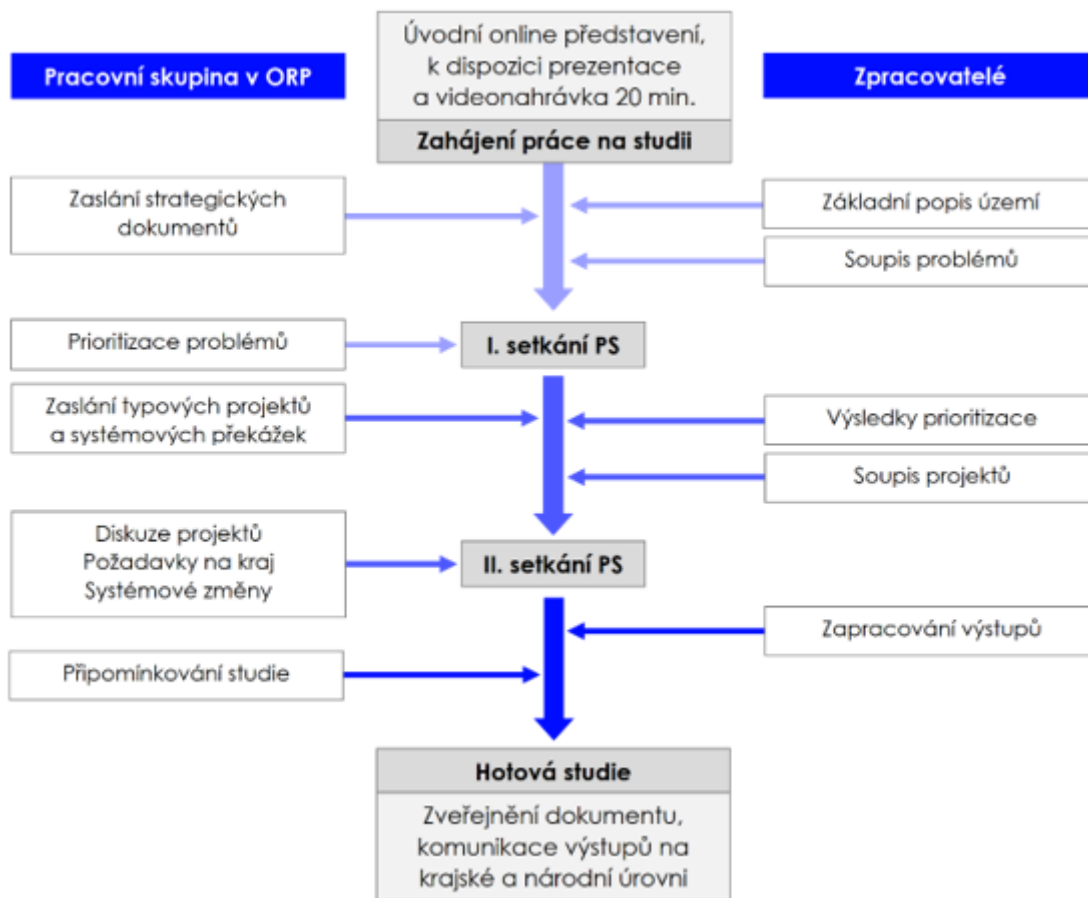 Úvodní online představení,
k dispozici prezentace
a videonahrávka 20 min.
Pracovní skupina v ORP
Zpracovatelé
Zahájení práce na studii
Zaslání strategických
dokumentů
Základní popis území
Soupis problémů
Prioritizace problémů
I. setkání PS
Zaslání typových projektů
a systémových překážek
Výsledky prioritizace
Soupis projektů
Diskuze projektů
Požadavky na kraj
Systémové změny
II. setkání PS
Zapracování výstupů
Připomínkování studie
Hotová studie
Zveřejnění dokumentu,
komunikace výstupů na
krajské a národní úrovni